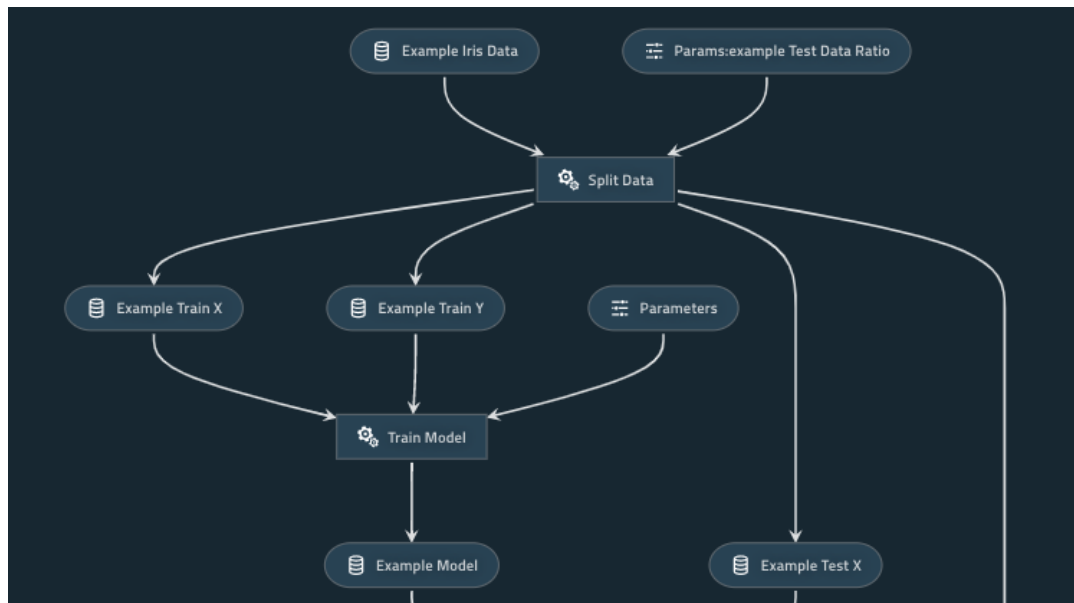 Example Iris Data
Params:example Test Data Ratio
Split Data
Example Train X
Example Train Y
Parameters
Train Model
Example Model
Example Test X